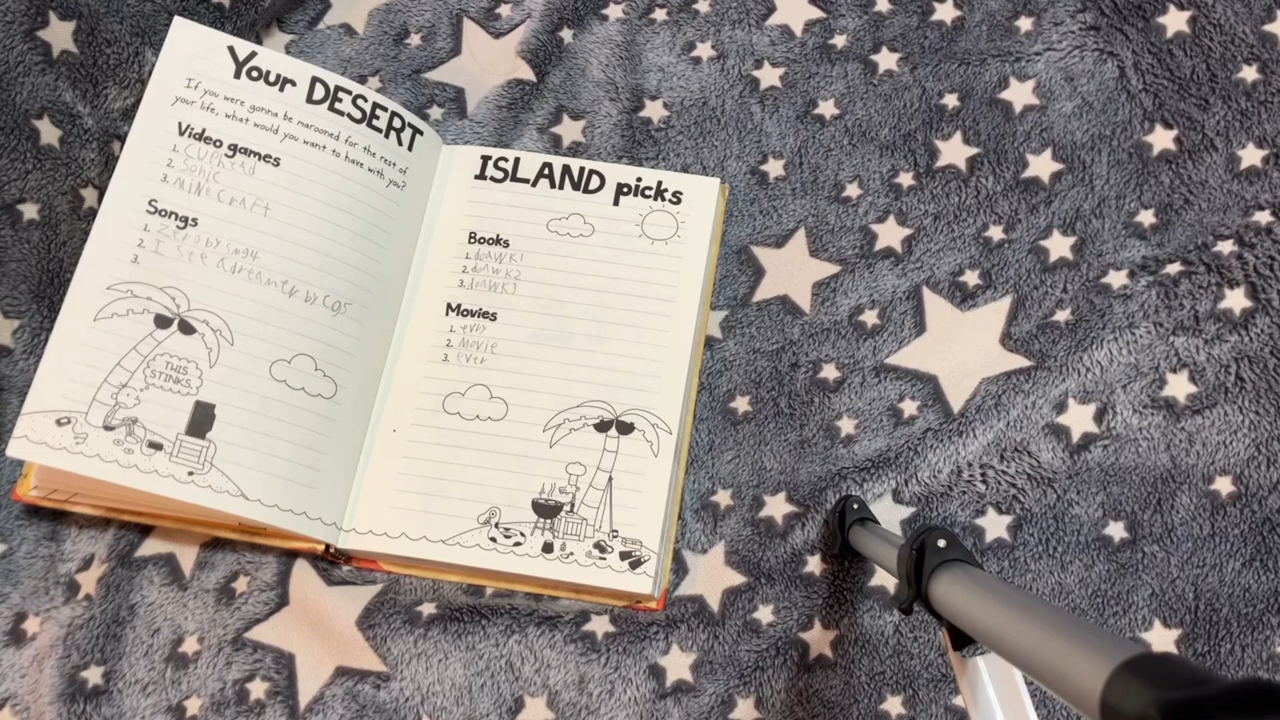 Your DESERT
If you were gonna be marooned for the rest of
your life, what would you want to have with you?
Video games
1. Cuphead
2. Sonic
3. MiNecraft
Songs
1. Zero by smg4
2. I see a dreamer by CG5
3.
THIS
STINKS.
ISLAND picks
Books
1. doAWK1
2. doAWK2
3. doAWK3
Movies
1.
2. Movie
3. ever